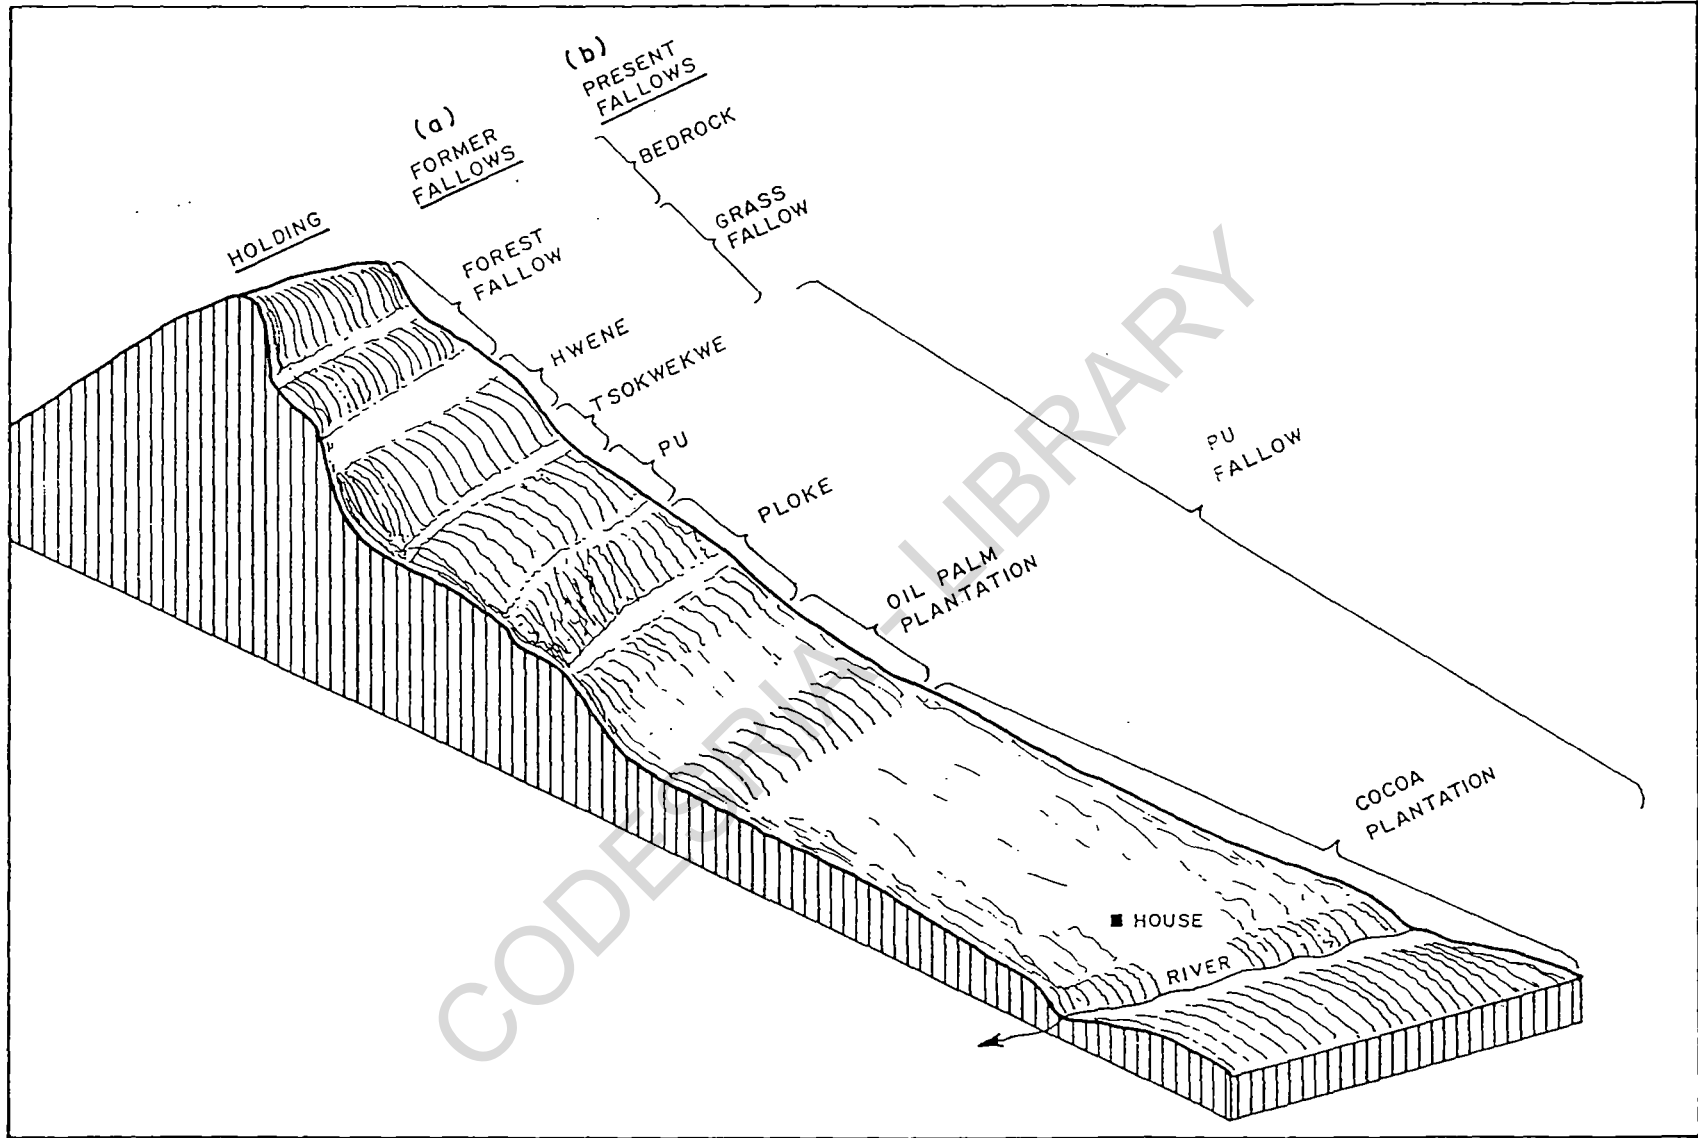 (a)
FORMER
FALLOWS
(b)
PRESENT
FALLOWS
HOLDING
FOREST
FALLOW
HWENE
TSOKWEKWE
PU
PLOKE
OIL PALM
PLANTATION
COCOA
PLANTATION
BEDROCK
GRASS
FALLOW
PU
FALLOW
HOUSE
RIVER
CODESRIA - LIBRARY